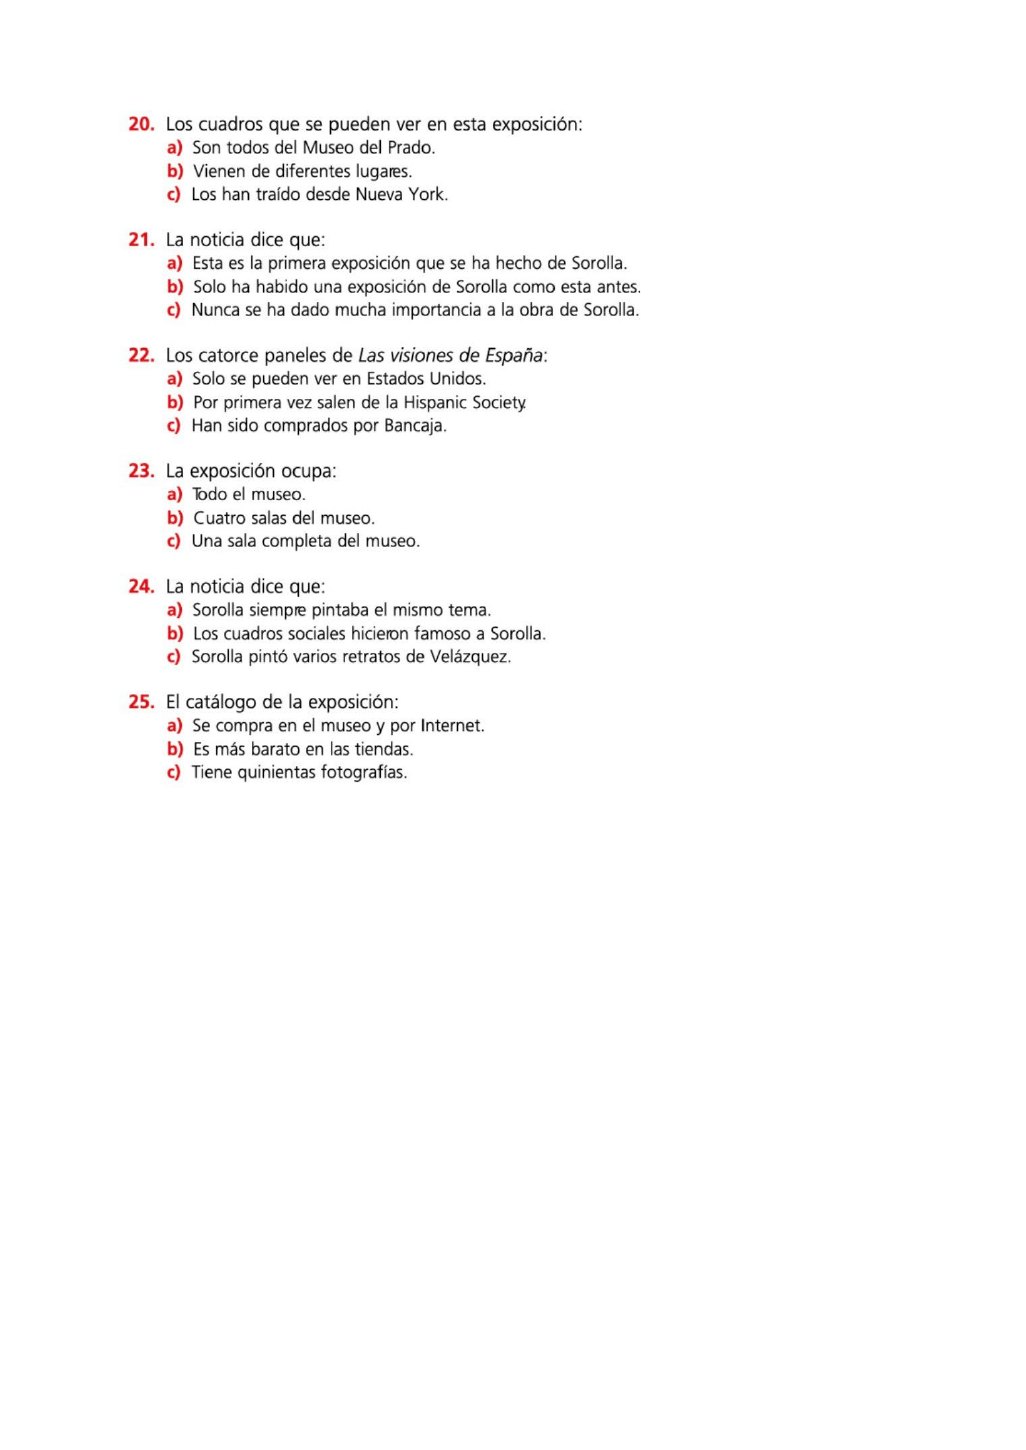 20. Los cuadros que se pueden ver en esta exposición:
a) Son todos del Museo del Prado.
b) Vienen de diferentes lugares.
c) Los han traído desde Nueva York.
21. La noticia dice que:
a) Esta es la primera exposición que se ha hecho de Sorolla.
b) Solo ha habido una exposición de Sorolla como esta antes.
c) Nunca se ha dado mucha importancia a la obra de Sorolla.
22. Los catorce paneles de Las visiones de España:
a) Solo se pueden ver en Estados Unidos.
b) Por primera vez salen de la Hispanic Society.
c) Han sido comprados por Bancaja.
23. La exposición ocupa:
a) Todo el museo.
b) Cuatro salas del museo.
c) Una sala completa del museo.
24. La noticia dice que:
a) Sorolla siempre pintaba el mismo tema.
b) Los cuadros sociales hicieron famoso a Sorolla.
c) Sorolla pintó varios retratos de Velázquez.
25. El catálogo de la exposición:
a) Se compra en el museo y por Internet.
b) Es más barato en las tiendas.
c) Tiene quinientas fotografías.